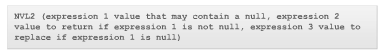 NVL2 (expression 1 value that may contain a null, expression 2
value to return if expression 1 is not null, expression 3 value to
replace if expression 1 is null)